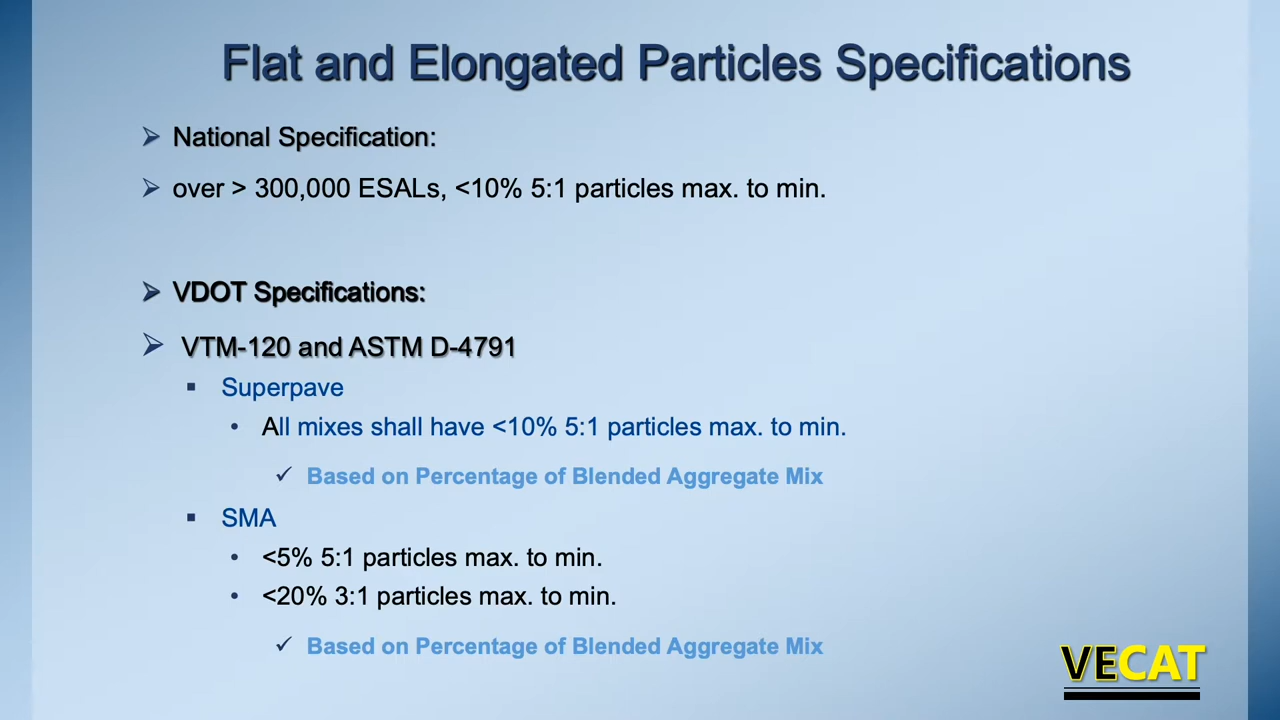 Flat and Elongated Particles Specifications
National Specification:
over > 300,000 ESALs, <10% 5:1 particles max. to min.
VDOT Specifications:
VTM-120 and ASTM D-4791
Superpave
All mixes shall have <10% 5:1 particles max. to min.
Based on Percentage of Blended Aggregate Mix
SMA
<5% 5:1 particles max. to min.
<20% 3:1 particles max. to min.
Based on Percentage of Blended Aggregate Mix
VECAT